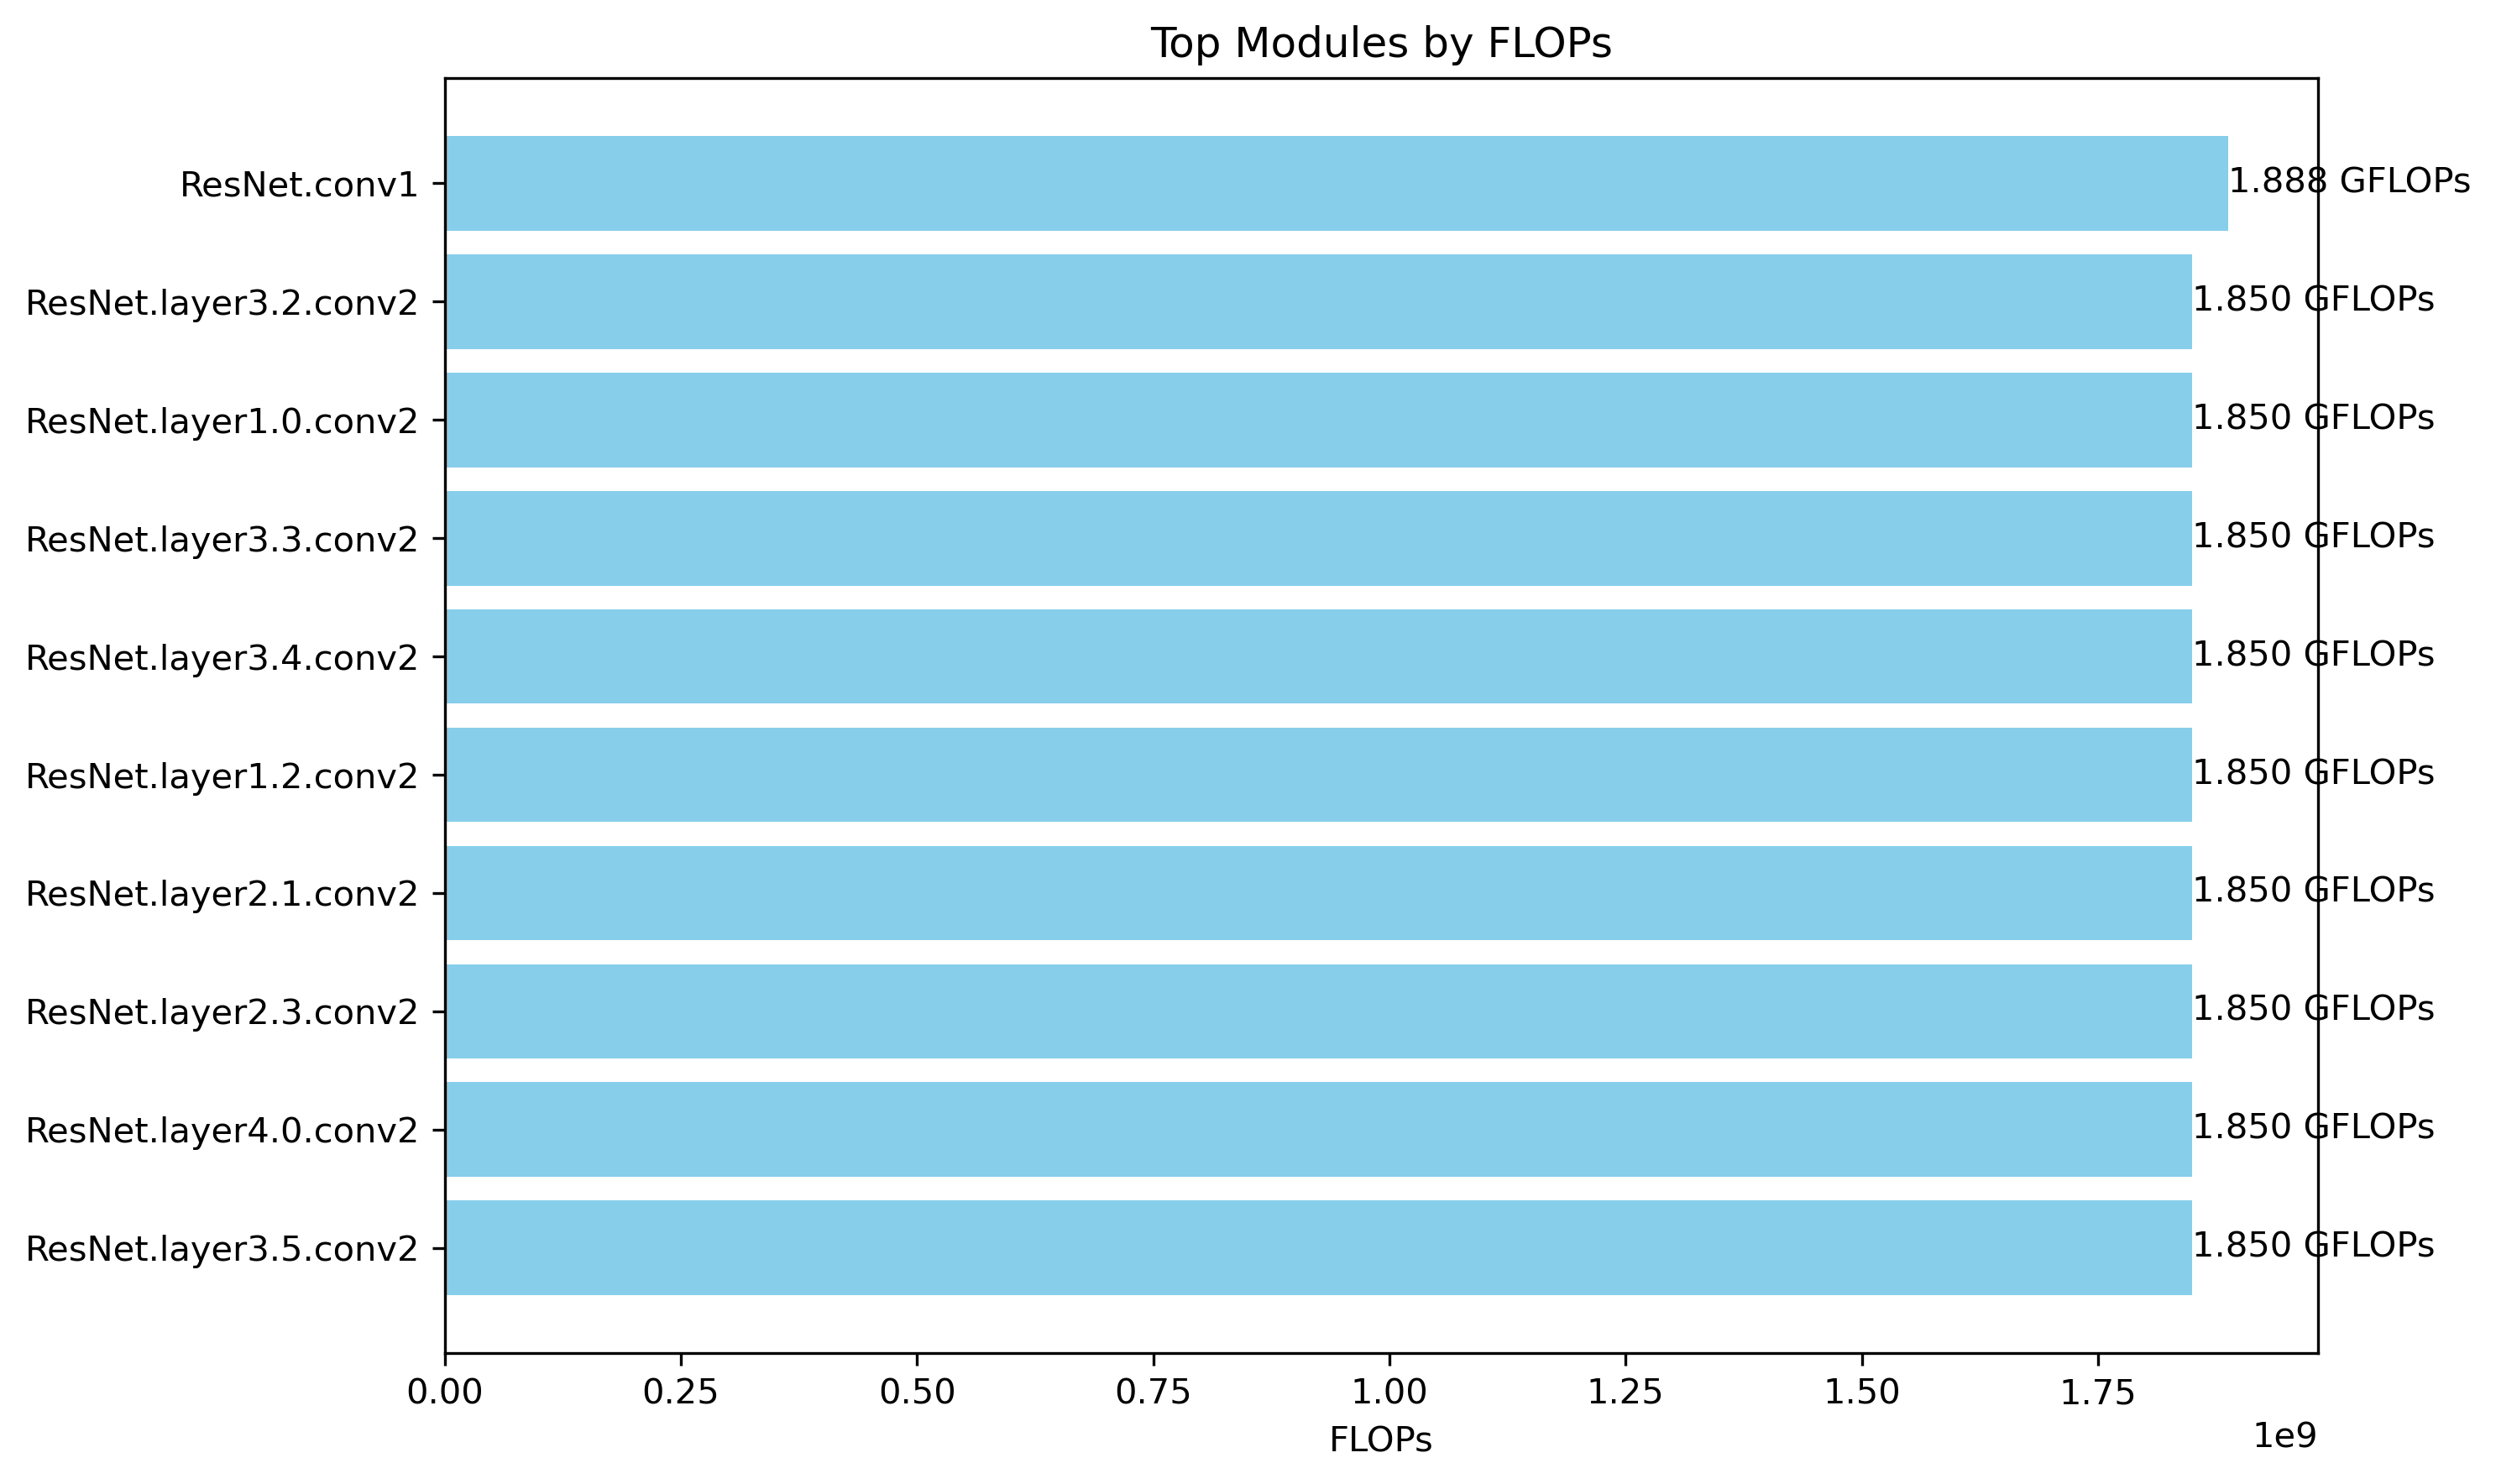 Top Modules by FLOPs
ResNet.conv1 1.888 GFLOPs
ResNet.layer3.2.conv2 1.850 GFLOPs
ResNet.layer1.0.conv2 1.850 GFLOPs
ResNet.layer3.3.conv2 1.850 GFLOPs
ResNet.layer3.4.conv2 1.850 GFLOPs
ResNet.layer1.2.conv2 1.850 GFLOPs
ResNet.layer2.1.conv2 1.850 GFLOPs
ResNet.layer2.3.conv2 1.850 GFLOPs
ResNet.layer4.0.conv2 1.850 GFLOPs
ResNet.layer3.5.conv2 1.850 GFLOPs
0.00 0.25 0.50 0.75 1.00 1.25 1.50 1.75
1e9
FLOPs